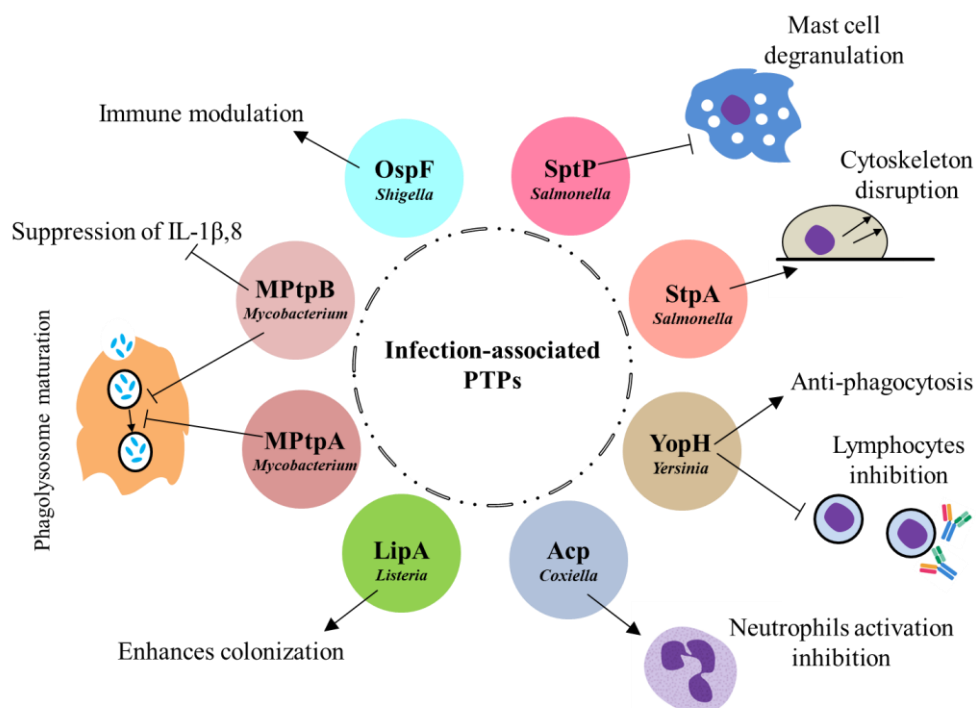 Mast cell
degranulation
Immune modulation
OspF
Shigella
SptP
Salmonella
Cytoskeleton
disruption
Suppression of IL-1β,8
MPtpB
Mycobacterium
StpA
Salmonella
Infection-associated
PTPs
Phagolysosome maturation
Anti-phagocytosis
MPtpA
Mycobacterium
YopH
Yersinia
Lymphocytes
inhibition
LipA
Listeria
Acp
Coxiella
Enhances colonization
Neutrophils activation
inhibition